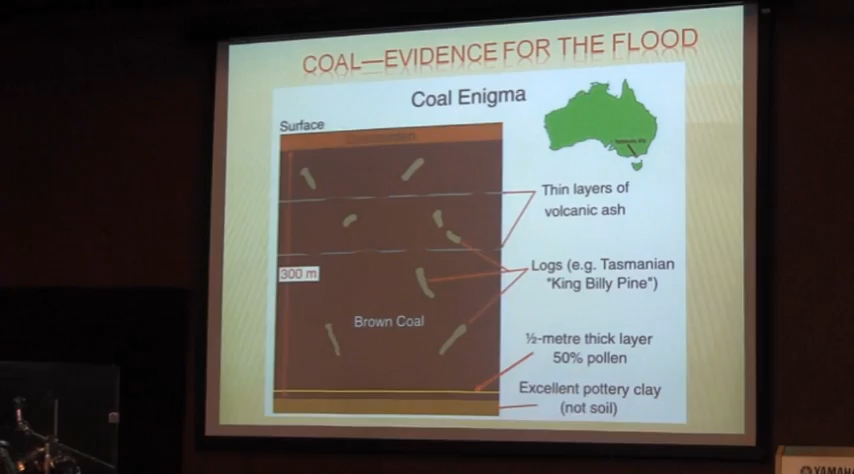 COAL—EVIDENCE FOR THE FLOOD
Coal Enigma
Surface
Thin layers of
volcanic ash
300 m
Logs (e.g. Tasmanian
"King Billy Pine")
Brown Coal
½-metre thick layer
50% pollen
Excellent pottery clay
(not soil)
YAMAHA